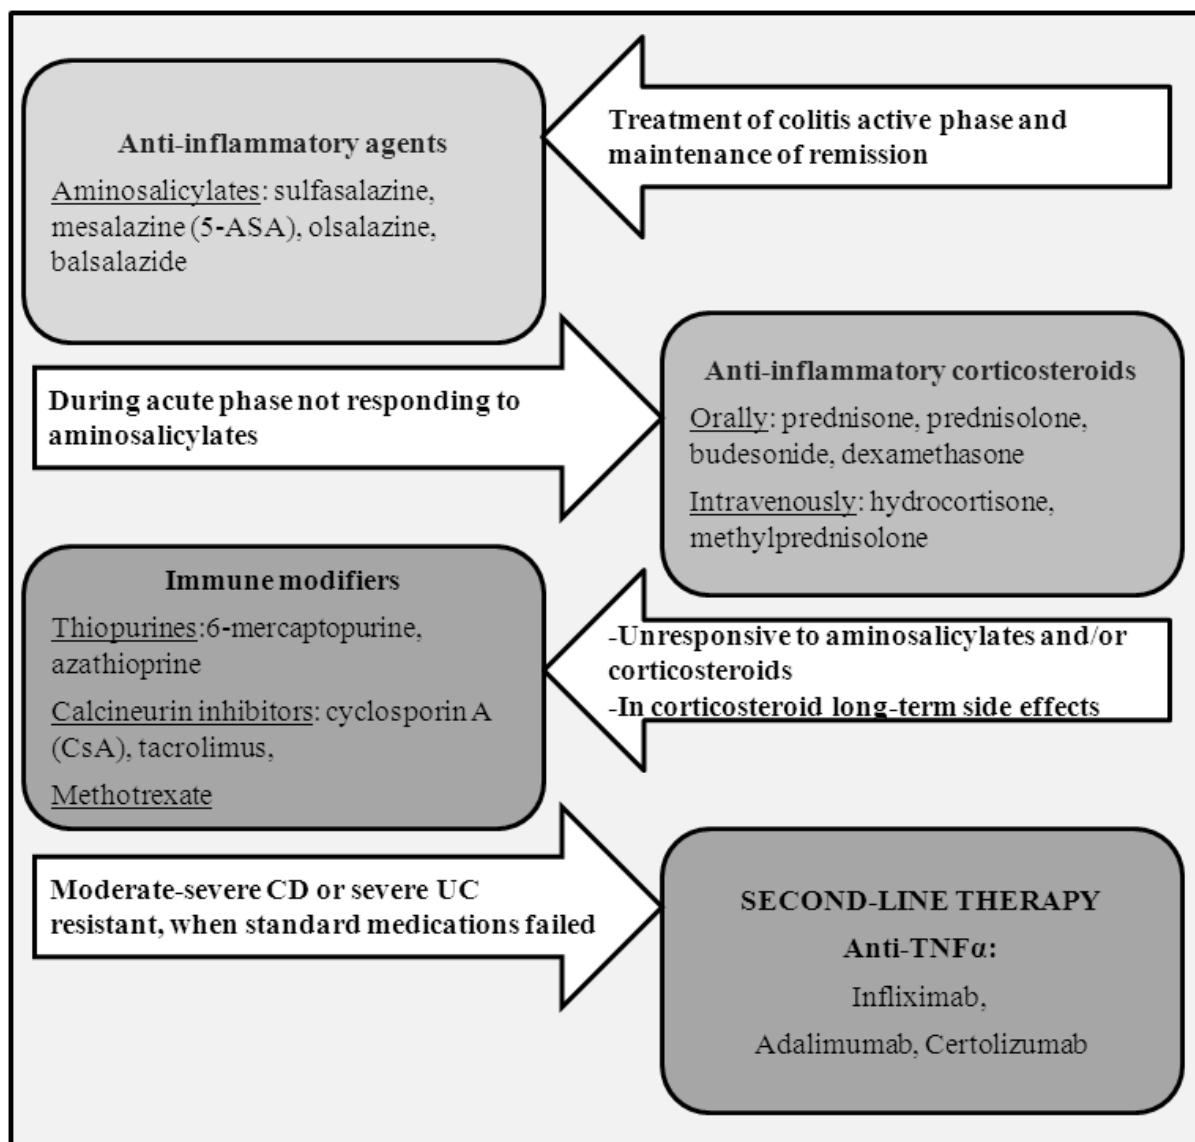 Anti-inflammatory agents
Aminosalicylates: sulfasalazine,
mesalazine (5-ASA), olsalazine,
balsalazide
Treatment of colitis active phase and
maintenance of remission
During acute phase not responding to
aminosalicylates
Anti-inflammatory corticosteroids
Orally: prednisone, prednisolone,
budesonide, dexamethasone
Intravenously: hydrocortisone,
methylprednisolone
Immune modifiers
Thiopurines:6-mercaptopurine,
azathioprine
Calcineurin inhibitors: cyclosporin A
(CsA), tacrolimus,
Methotrexate
-Unresponsive to aminosalicylates and/or
corticosteroids
-In corticosteroid long-term side effects
Moderate-severe CD or severe UC
resistant, when standard medications failed
SECOND-LINE THERAPY
Anti-TNFα:
Infliximab,
Adalimumab, Certolizumab